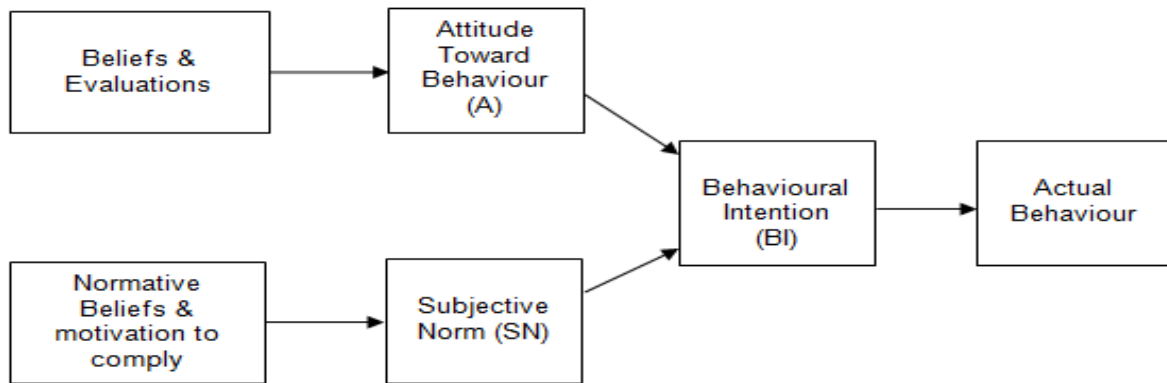 Beliefs &
Evaluations
Attitude
Toward
Behaviour
(A)
Behavioural
Intention
(BI)
Actual
Behaviour
Normative
Beliefs &
motivation to
comply
Subjective
Norm (SN)